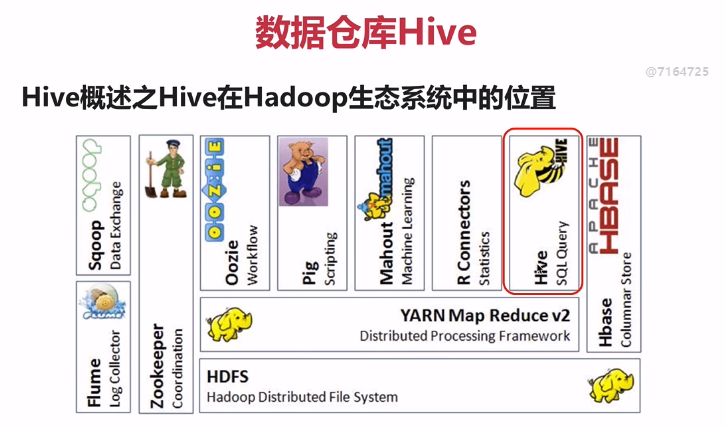 数据仓库Hive
@7164725
Hive概述之Hive在Hadoop生态系统中的位置
sqoop
Sqoop
Data Exchange
Zookeeper
Coordination
OOZIE
Oozie
Workflow
Pig
Scripting
mahout
Mahout
Machine Learning
R Connectors
Statistics
HIVE
Hive
SQL Query
APACHE
HBASE
Hbase
Columnar Store
flume
Flume
Log Collector
YARN Map Reduce v2
Distributed Processing Framework
HDFS
Hadoop Distributed File System